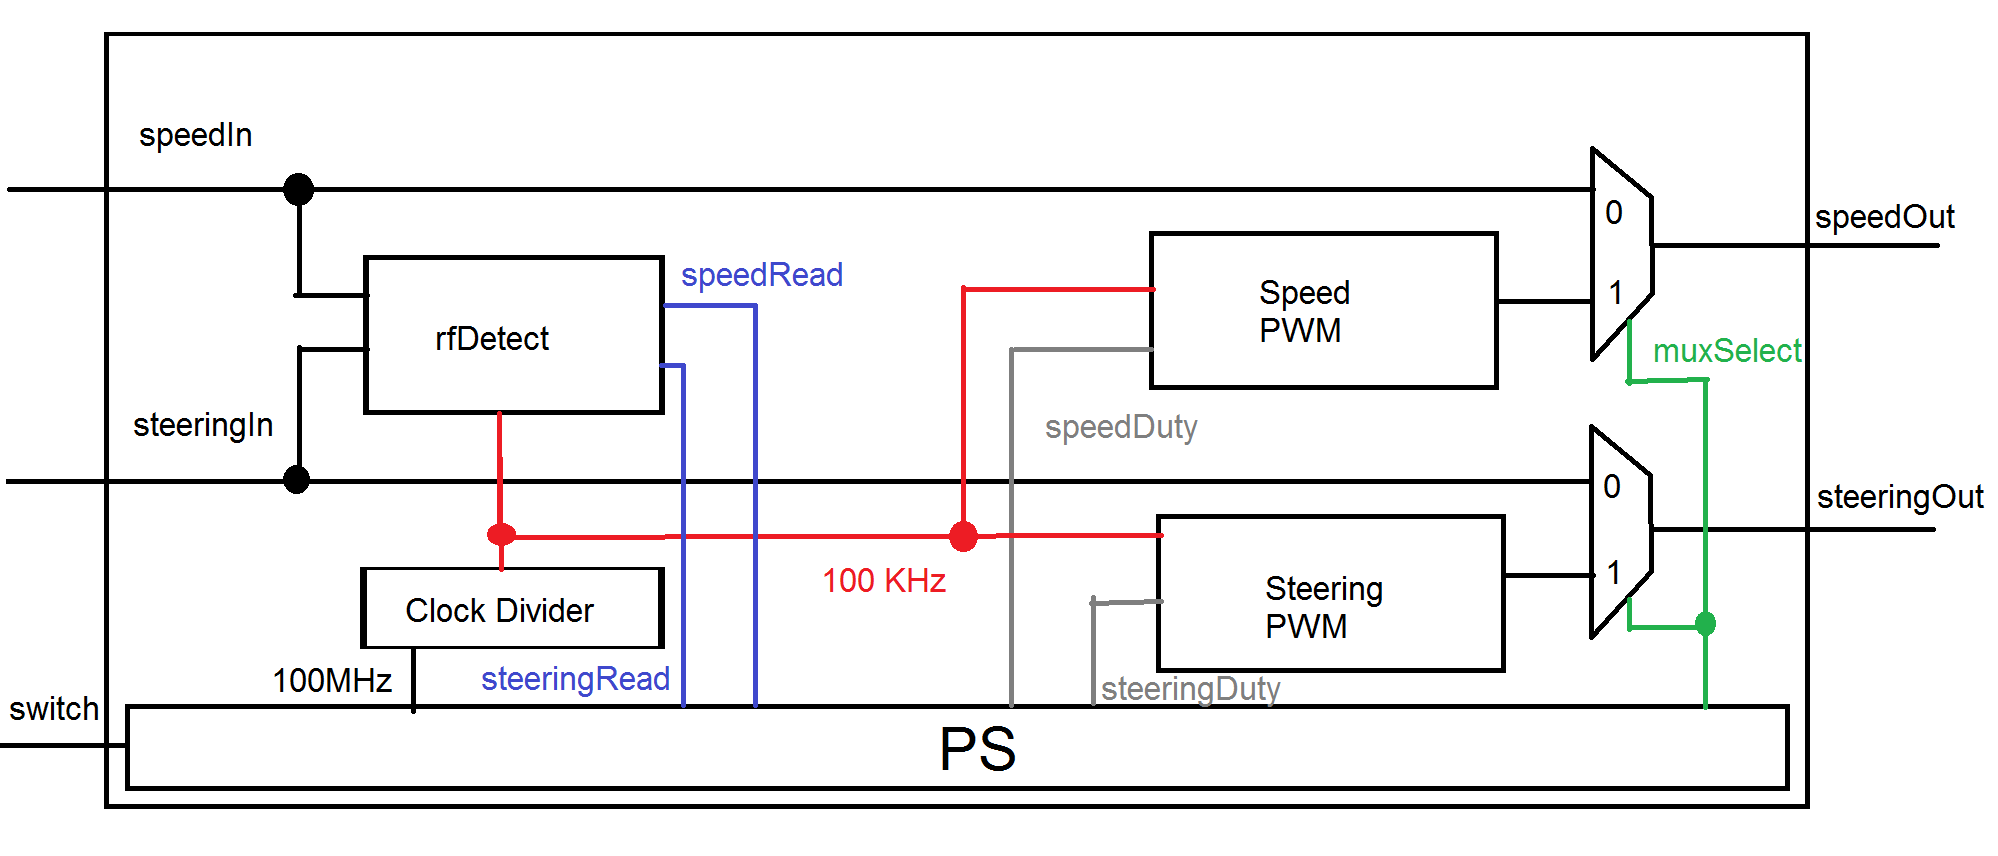 speedIn
0
speedOut
speedRead
1
Speed
PWM
rfDetect
muxSelect
steeringIn
speedDuty
0
steeringOut
100 KHz
1
Steering
PWM
Clock Divider
100MHz
steeringRead
steeringDuty
switch
PS